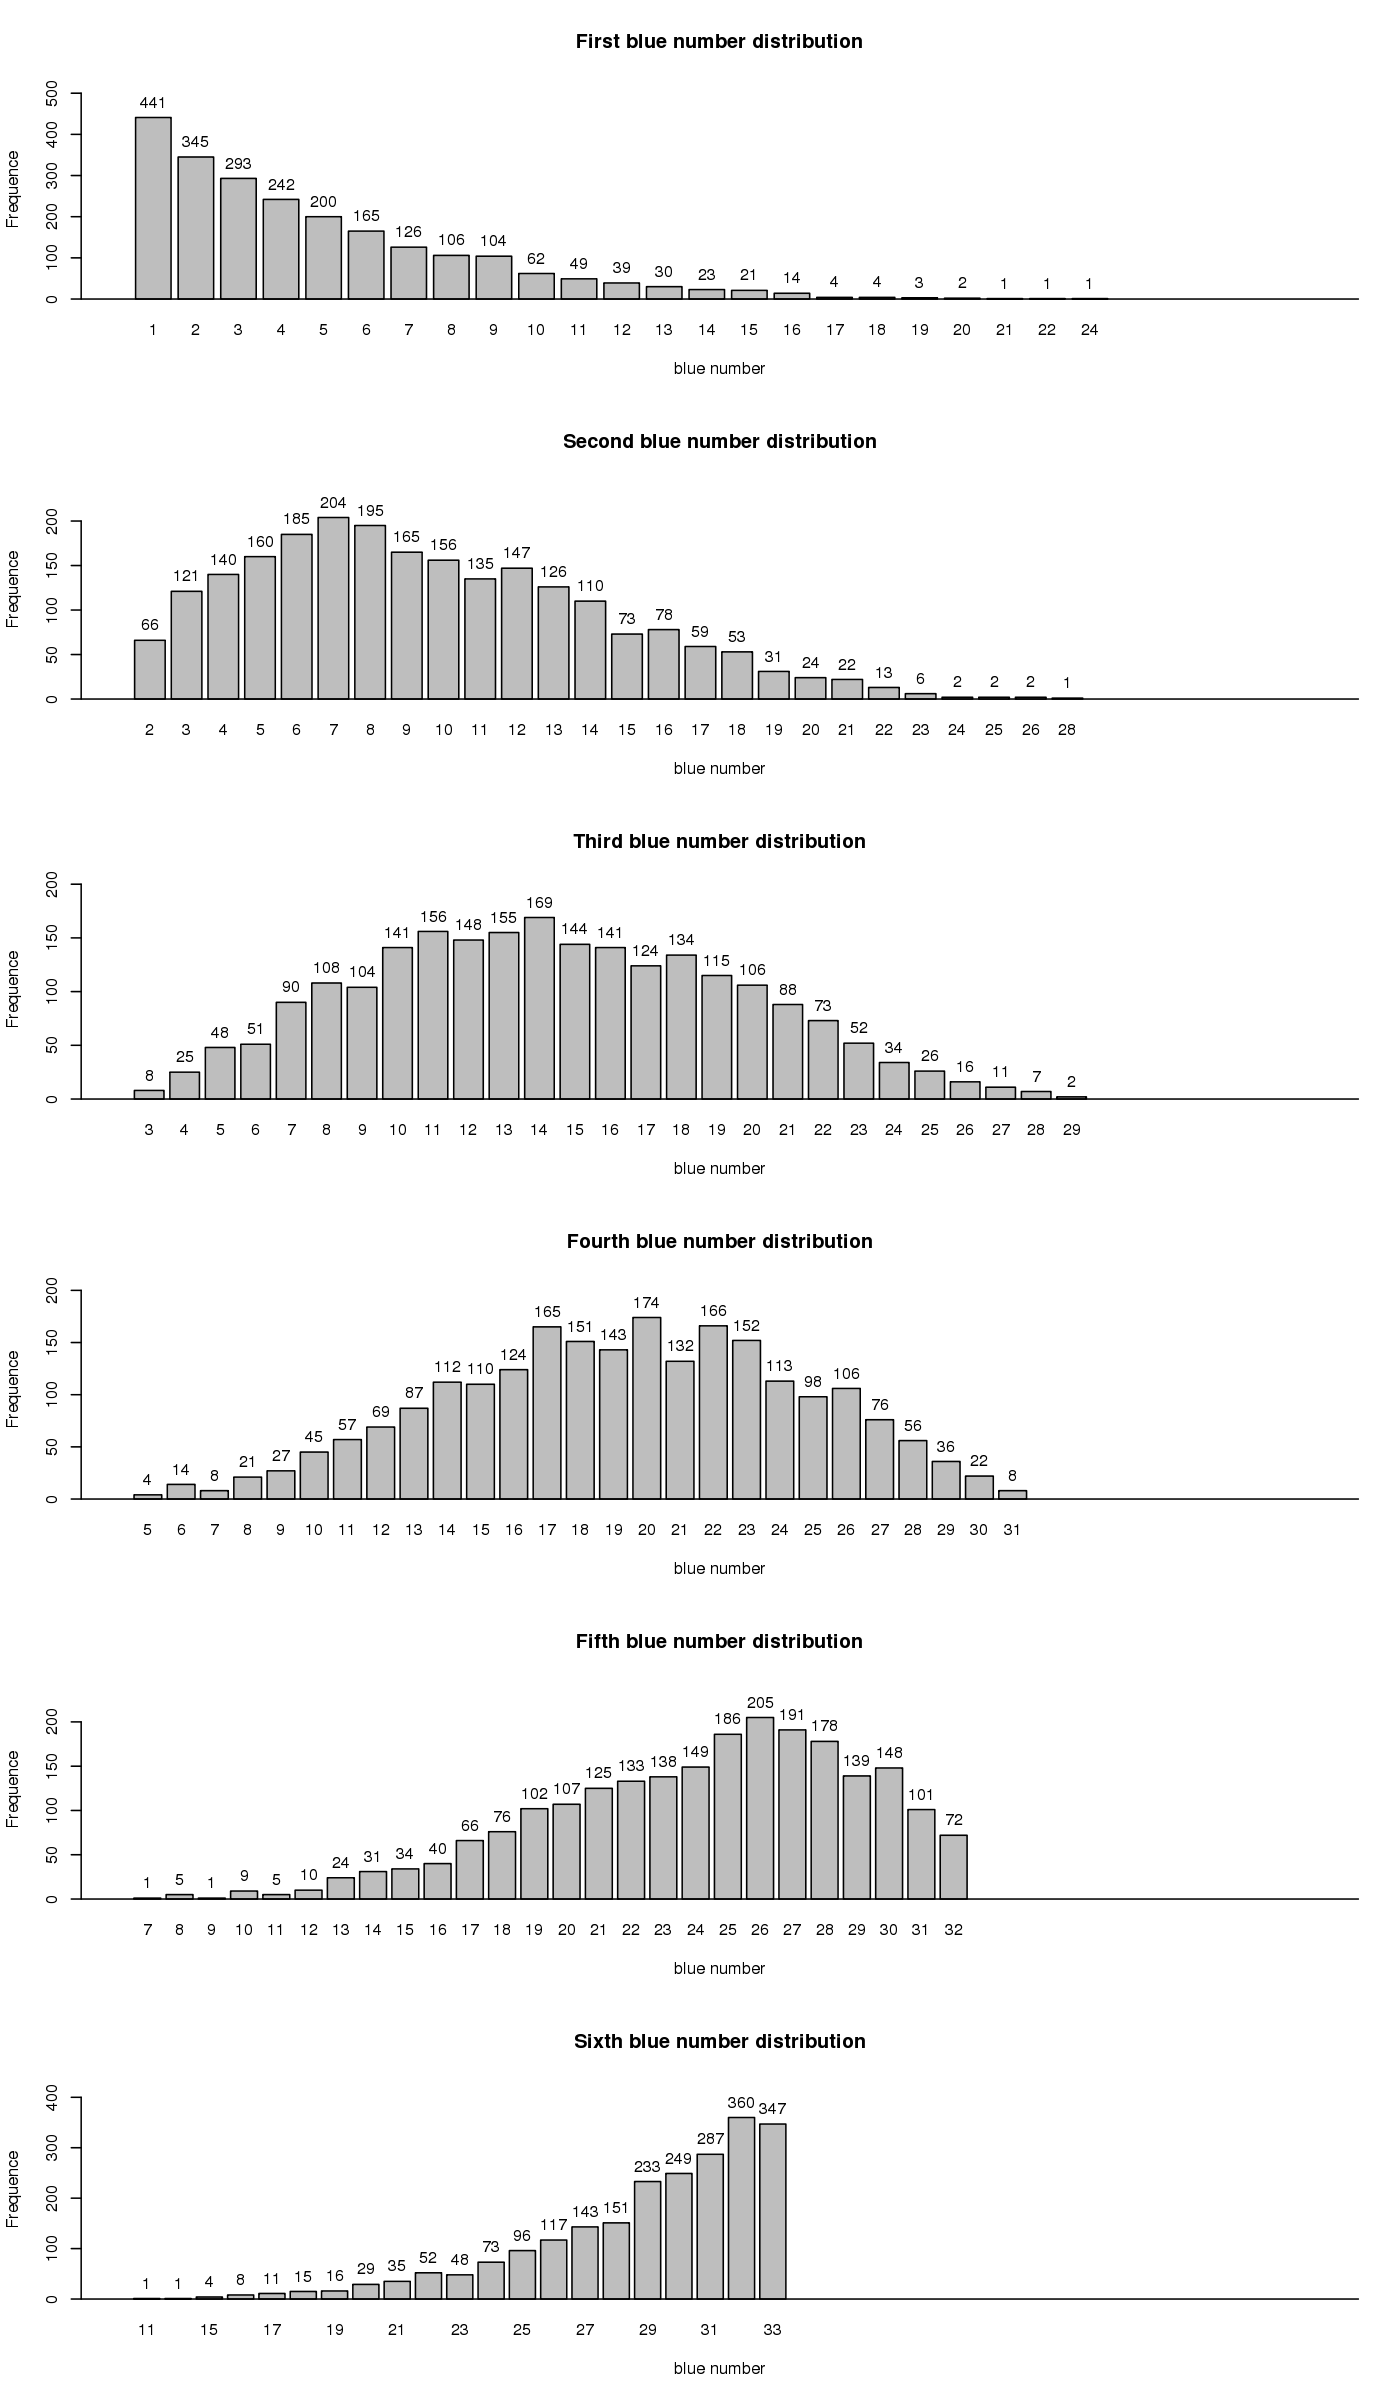 First blue number distribution
Frequence
500
400
300
200
100
0
441 345 293 242 200 165 126 106 104 62 49 39 30 23 21 14 4 4 3 2 1 1 1
1 2 3 4 5 6 7 8 9 10 11 12 13 14 15 16 17 18 19 20 21 22 24
blue number
Second blue number distribution
Frequence
200
150
100
50
0
66 121 140 160 185 204 195 165 156 135 147 126 110 73 78 59 53 31 24 22 13 6 2 2 2 1
2 3 4 5 6 7 8 9 10 11 12 13 14 15 16 17 18 19 20 21 22 23 24 25 26 28
blue number
Third blue number distribution
Frequence
200
150
100
50
0
8 25 48 51 90 108 104 141 156 148 155 169 144 141 124 134 115 106 88 73 52 34 26 16 11 7 2
3 4 5 6 7 8 9 10 11 12 13 14 15 16 17 18 19 20 21 22 23 24 25 26 27 28 29
blue number
Fourth blue number distribution
Frequence
200
150
100
50
0
4 14 8 21 27 45 57 69 87 112 110 124 165 151 143 174 132 166 152 113 98 106 76 56 36 22 8
5 6 7 8 9 10 11 12 13 14 15 16 17 18 19 20 21 22 23 24 25 26 27 28 29 30 31
blue number
Fifth blue number distribution
Frequence
200
150
100
50
0
1 5 1 9 5 10 24 31 34 40 66 76 102 107 125 133 138 149 186 205 191 178 139 148 101 72
7 8 9 10 11 12 13 14 15 16 17 18 19 20 21 22 23 24 25 26 27 28 29 30 31 32
blue number
Sixth blue number distribution
Frequence
400
300
200
100
0
1 1 4 8 11 15 16 29 35 52 48 73 96 117 143 151 233 249 287 360 347
11 15 17 19 21 23 25 27 29 31 33
blue number